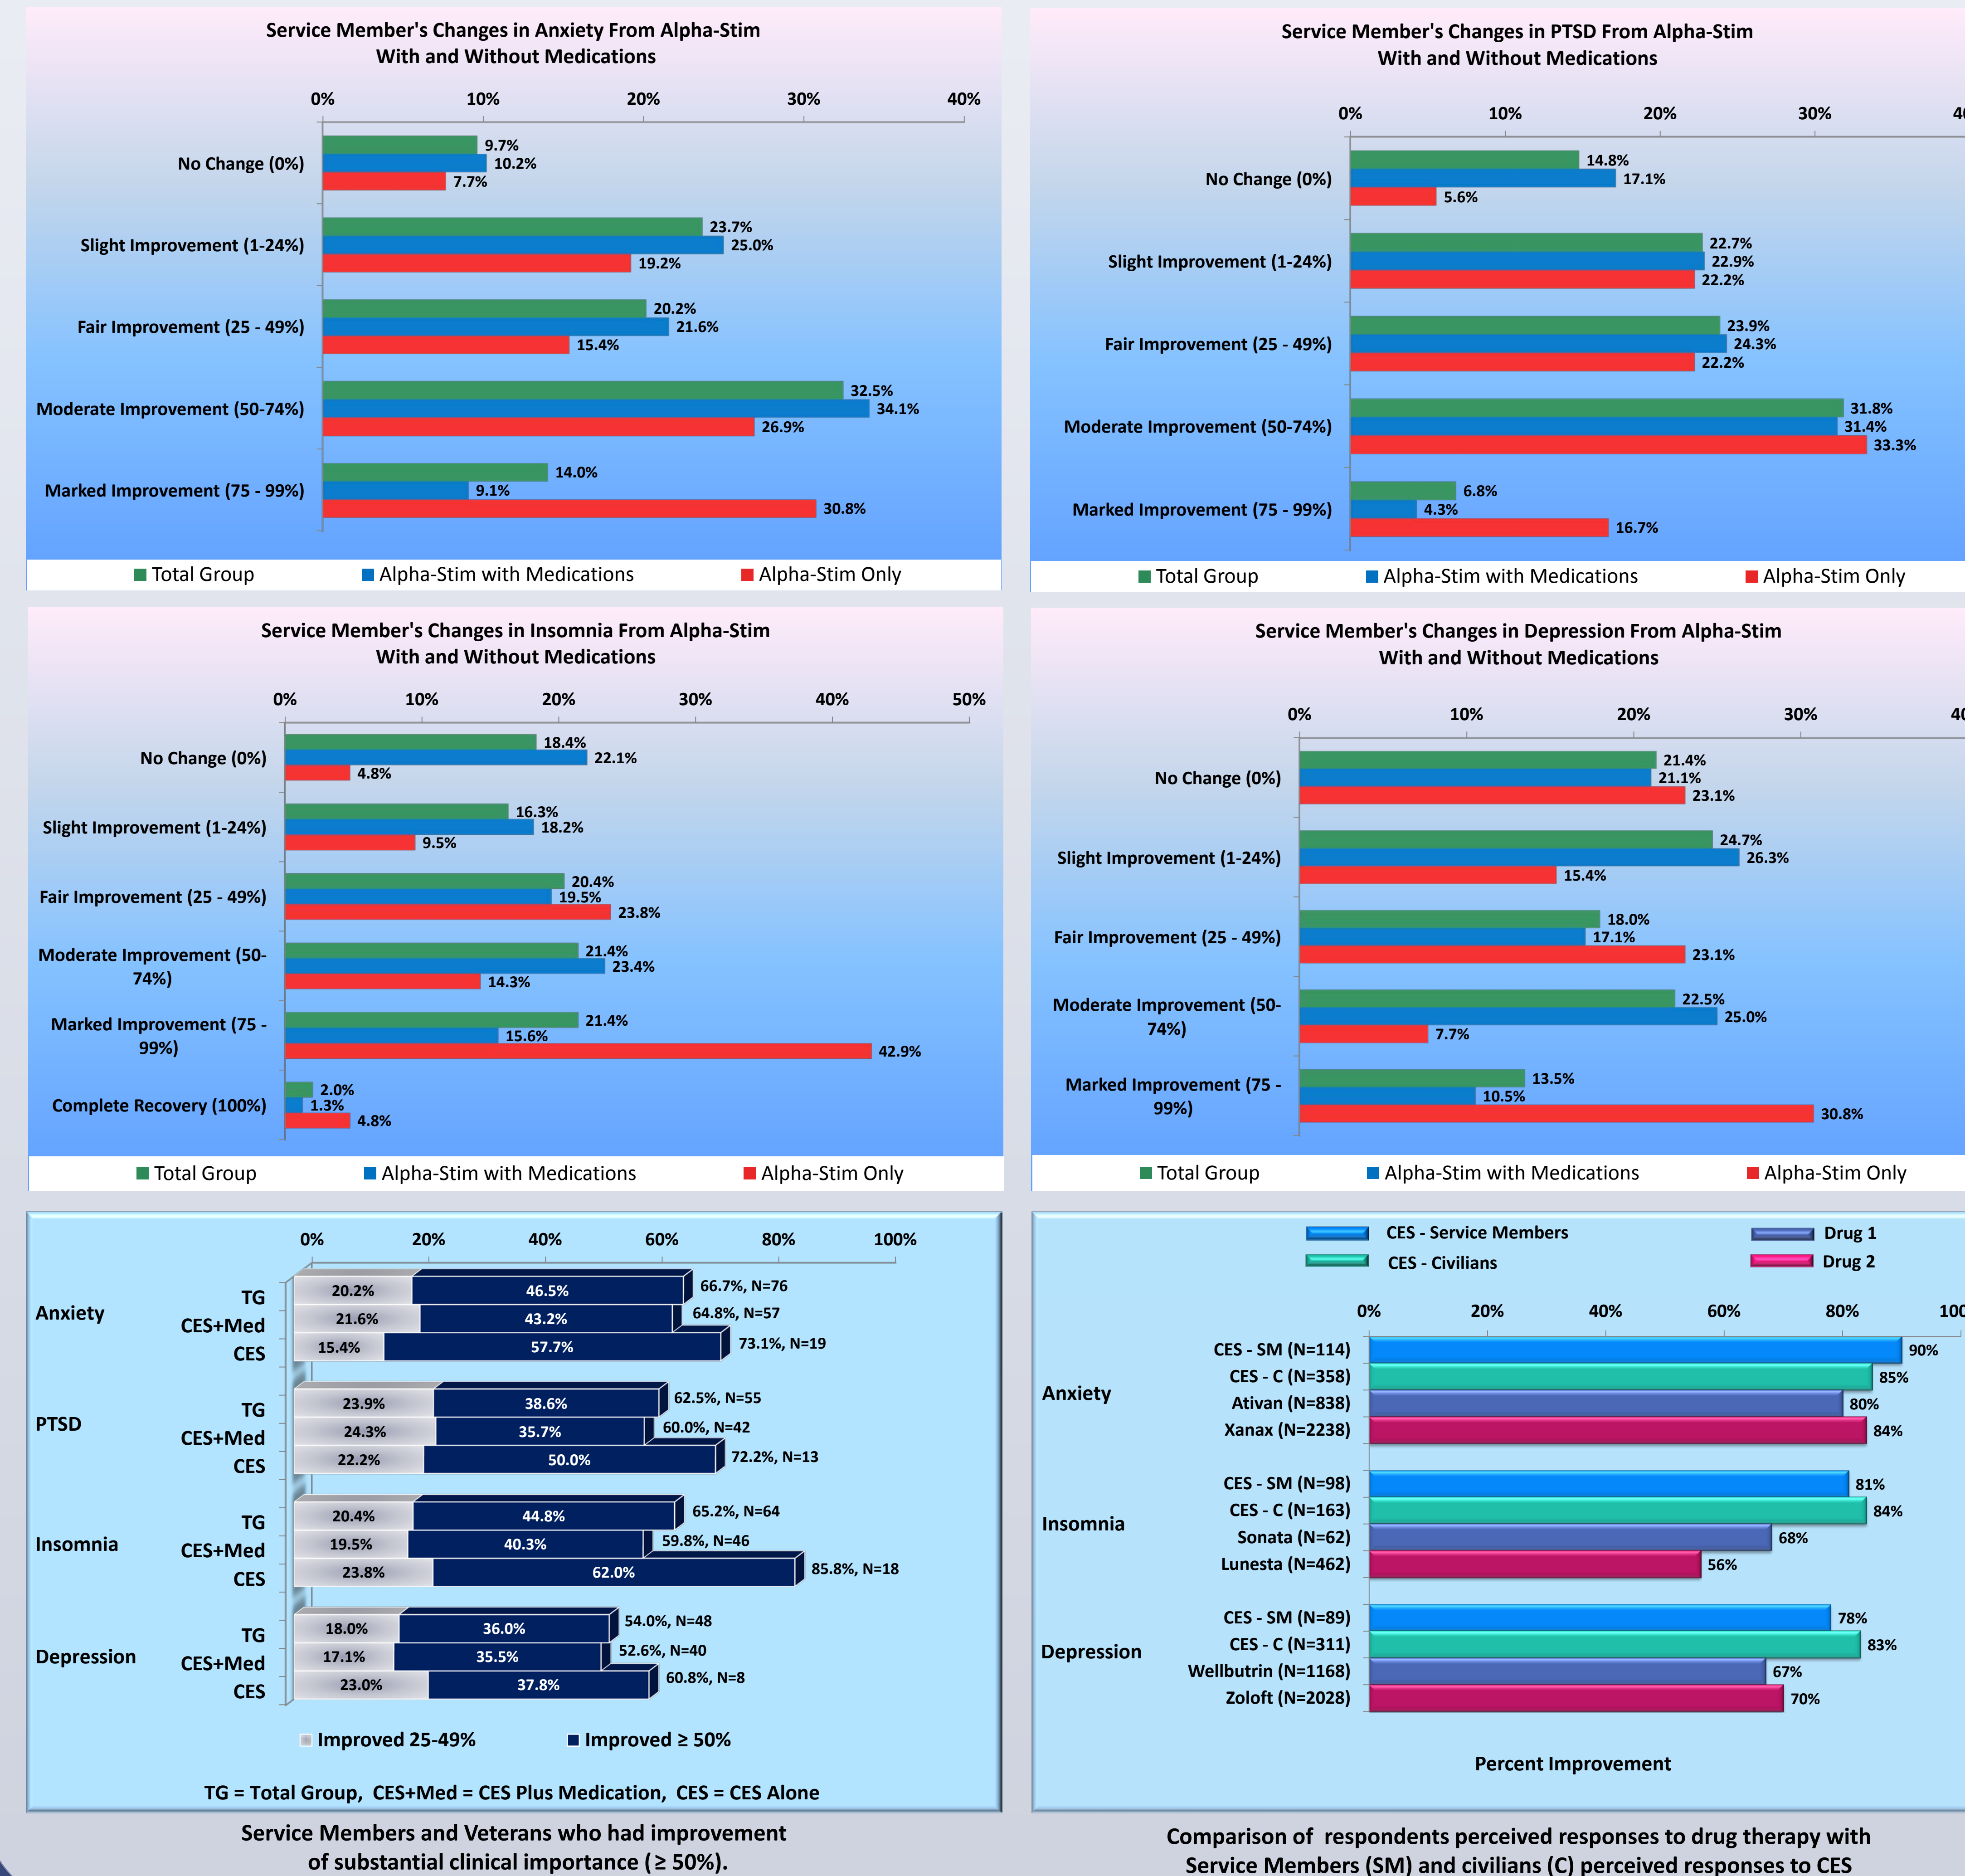 Service Member's Changes in Anxiety From Alpha-Stim
With and Without Medications
0% 10% 20% 30% 40%
No Change (0%) 9.7% 10.2% 7.7%
Slight Improvement (1-24%) 23.7% 25.0% 19.2%
Fair Improvement (25 - 49%) 20.2% 21.6% 15.4%
Moderate Improvement (50-74%) 32.5% 34.1% 26.9%
Marked Improvement (75 - 99%) 14.0% 9.1% 30.8%
Total Group Alpha-Stim with Medications Alpha-Stim Only
Service Member's Changes in PTSD From Alpha-Stim
With and Without Medications
0% 10% 20% 30%
No Change (0%) 14.8% 17.1% 5.6%
Slight Improvement (1-24%) 22.7% 22.9% 22.2%
Fair Improvement (25 - 49%) 23.9% 24.3% 22.2%
Moderate Improvement (50-74%) 31.8% 31.4% 33.3%
Marked Improvement (75 - 99%) 6.8% 4.3% 16.7%
Total Group Alpha-Stim with Medications Alpha-Stim Only
Service Member's Changes in Insomnia From Alpha-Stim
With and Without Medications
0% 10% 20% 30% 40% 50%
No Change (0%) 18.4% 22.1% 4.8%
Slight Improvement (1-24%) 16.3% 18.2% 9.5%
Fair Improvement (25 - 49%) 20.4% 19.5% 23.8%
Moderate Improvement (50-
74%) 21.4% 23.4% 14.3%
Marked Improvement (75 -
99%) 21.4% 15.6% 42.9%
Complete Recovery (100%) 2.0% 1.3% 4.8%
Total Group Alpha-Stim with Medications Alpha-Stim Only
Service Member's Changes in Depression From Alpha-Stim
With and Without Medications
0% 10% 20% 30%
No Change (0%) 21.4% 21.1% 23.1%
Slight Improvement (1-24%) 24.7% 26.3% 15.4%
Fair Improvement (25 - 49%) 18.0% 17.1% 23.1%
Moderate Improvement (50-
74%) 22.5% 25.0% 7.7%
Marked Improvement (75 -
99%) 13.5% 10.5% 30.8%
Total Group Alpha-Stim with Medications Alpha-Stim Only
0% 20% 40% 60% 80% 100%
Anxiety
TG 20.2% 46.5% 66.7%, N=76
CES+Med 21.6% 43.2% 64.8%, N=57
CES 15.4% 57.7% 73.1%, N=19
PTSD
TG 23.9% 38.6% 62.5%, N=55
CES+Med 24.3% 35.7% 60.0%, N=42
CES 22.2% 50.0% 72.2%, N=13
Insomnia
TG 20.4% 44.8% 65.2%, N=64
CES+Med 19.5% 40.3% 59.8%, N=46
CES 23.8% 62.0% 85.8%, N=18
Depression
TG 18.0% 36.0% 54.0%, N=48
CES+Med 17.1% 35.5% 52.6%, N=40
CES 23.0% 37.8% 60.8%, N=8
Improved 25-49% Improved ≥ 50%
TG = Total Group, CES+Med = CES Plus Medication, CES = CES Alone
Service Members and Veterans who had improvement
of substantial clinical importance (≥ 50%).
CES - Service Members Drug 1
CES - Civilians Drug 2
0% 20% 40% 60% 80%
Anxiety
CES - SM (N=114) 90%
CES - C (N=358) 85%
Ativan (N=838) 80%
Xanax (N=2238) 84%
Insomnia
CES - SM (N=98) 81%
CES - C (N=163) 84%
Sonata (N=62) 68%
Lunesta (N=462) 56%
Depression
CES - SM (N=89) 78%
CES - C (N=311) 83%
Wellbutrin (N=1168) 67%
Zoloft (N=2028) 70%
Percent Improvement
Comparison of respondents perceived responses to drug therapy with
Service Members (SM) and civilians (C) perceived responses to CES